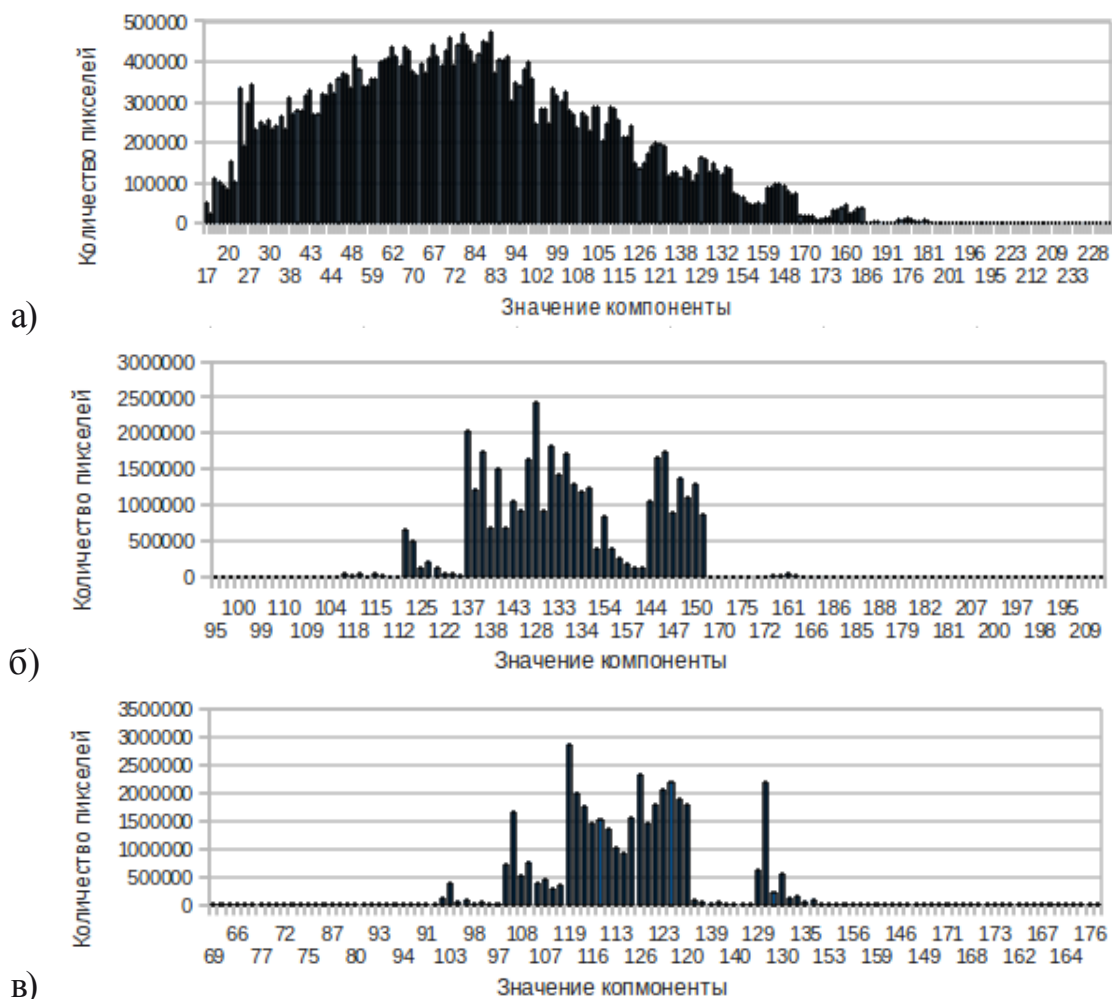 500000
400000
300000
200000
100000
0
Количество пикселей
20 30 43 48 62 67 84 94 99 105 126 138 132 159 170 160 181 196 223 209 228
17 27 38 44 59 70 72 83 102 108 115 121 129 154 148 173 186 176 201 195 212 233
Значение компоненты
а)
3000000
2500000
2000000
1500000
1000000
500000
0
Количество пикселей
100 110 104 115 125 137 143 133 154 144 150 175 161 186 188 182 207 197 195
95 99 109 118 112 122 138 128 134 157 147 170 172 166 185 179 181 200 198 209
Значение компоненты
б)
3500000
3000000
2500000
2000000
1500000
1000000
500000
0
Количество пикселей
66 72 87 93 91 98 108 119 113 123 139 129 135 156 146 171 173 167 176
69 77 75 80 94 103 97 107 116 126 120 140 130 153 159 149 168 162 164
Значение копмоненты
в)